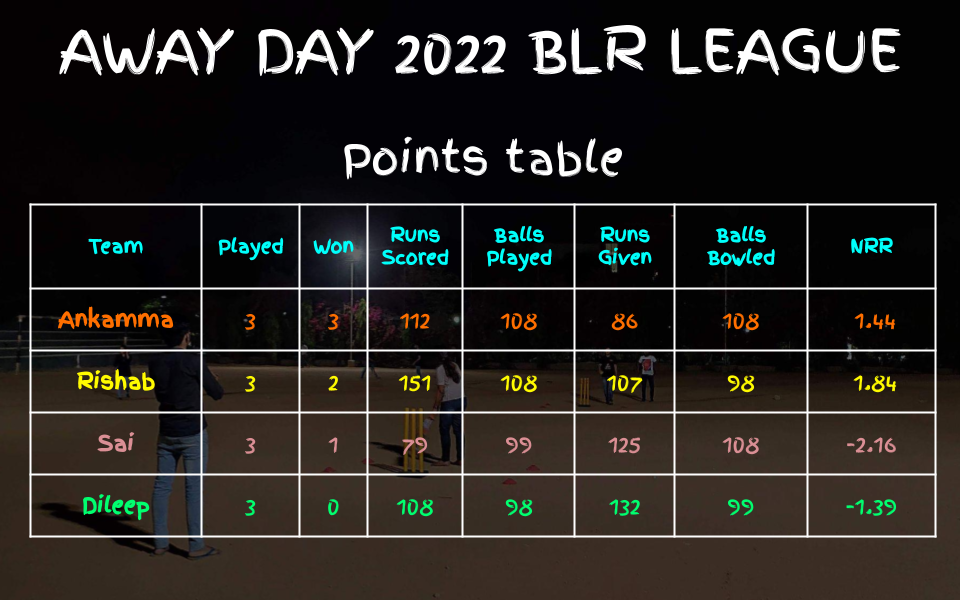 AWAY DAY 2022 BLR LEAGUE
Points table
Team Played Won Runs Scored Balls Played Runs Given Balls Bowled NRR
Ankamma 3 3 112 108 86 108 1.44
Rishab 3 2 151 108 107 98 1.84
Sai 3 1 79 99 125 108 -2.16
Dileep 3 0 108 98 132 99 -1.39